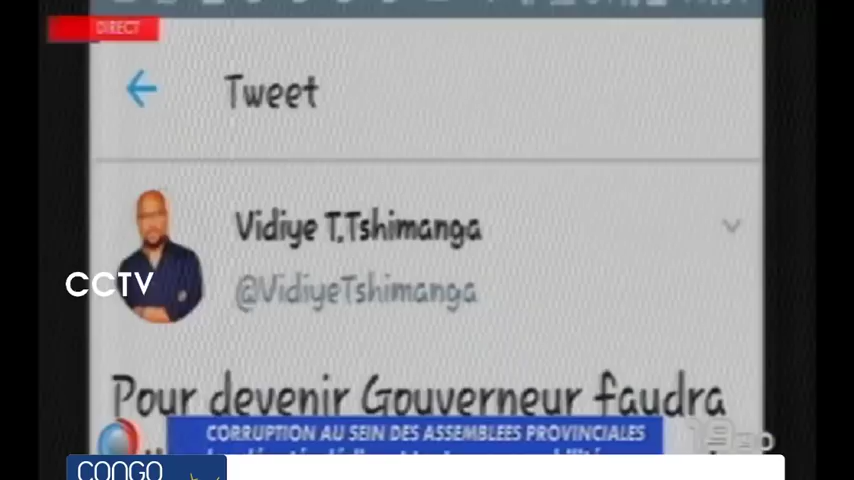 DIRECT
Tweet
Vidiye T.Tshimanga
@VidiyeTshimanga
CCTV
Pour devenir Gouverneur faudra
CORRUPTION AU SEIN DES ASSEMBLEES PROVINCIALES
CONGO